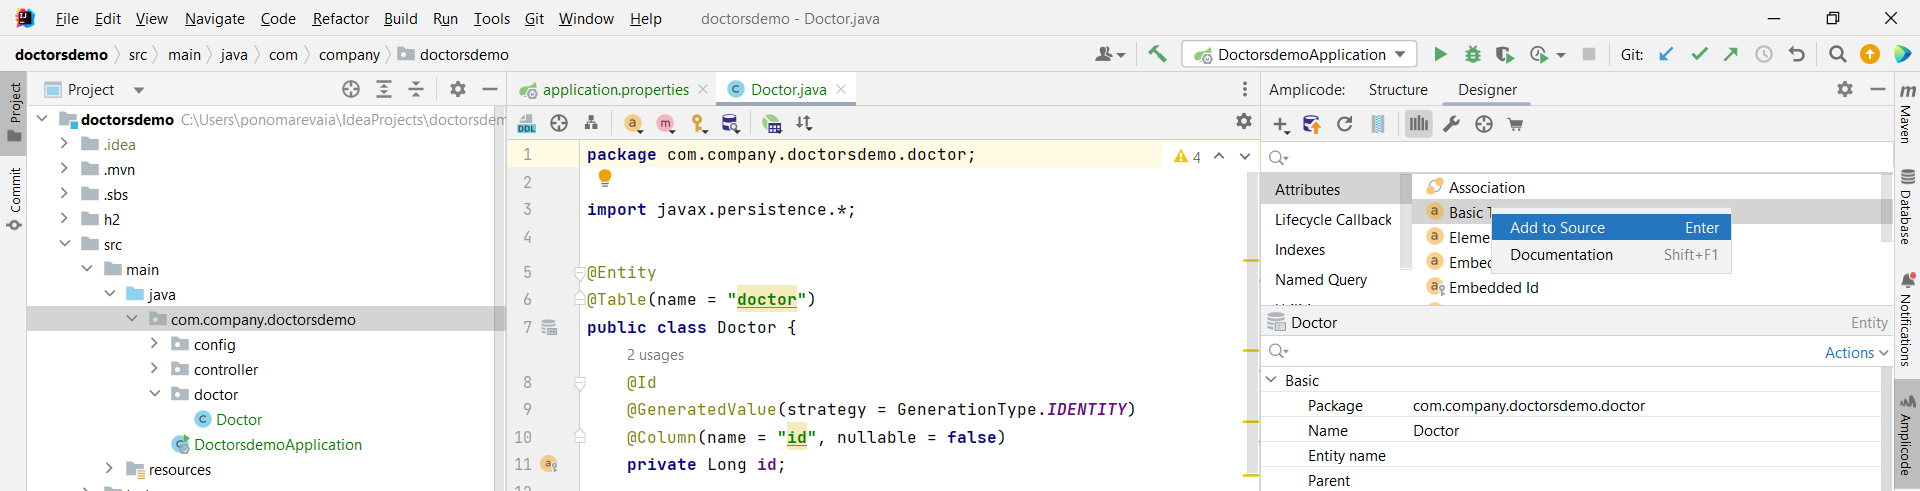 File Edit View Navigate Code Refactor Build Run Tools Git Window Help doctorsdemo - Doctor.java
doctorsdemo src main java com company doctorsdemo
DoctorsdemoApplication
Git:
Project
Commit
Project
doctorsdemo C:\Users\ponomarevaia\IdeaProjects\doctorsdem
.idea
.mvn
.sbs
h2
src
main
java
com.company.doctorsdemo
config
controller
doctor
Doctor
DoctorsdemoApplication
resources
application.properties
Doctor.java
DDL
4
1 package com.company.doctorsdemo.doctor;
2
3 import javax.persistence.*;
4
5 @Entity
6 @Table(name = "doctor")
7 public class Doctor {
2 usages
8 @Id
9 @GeneratedValue(strategy = GenerationType.IDENTITY)
10 @Column(name = "id", nullable = false)
11 private Long id;
12
Amplicode: Structure Designer
Attributes
Lifecycle Callback
Indexes
Named Query
Association
Basic T
Eleme
Embed
Embedded Id
Add to Source Enter
Documentation Shift+F1
Doctor Entity
Actions
Basic
Package com.company.doctorsdemo.doctor
Name Doctor
Entity name
Parent
Maven
Database
Notifications
Amplicode